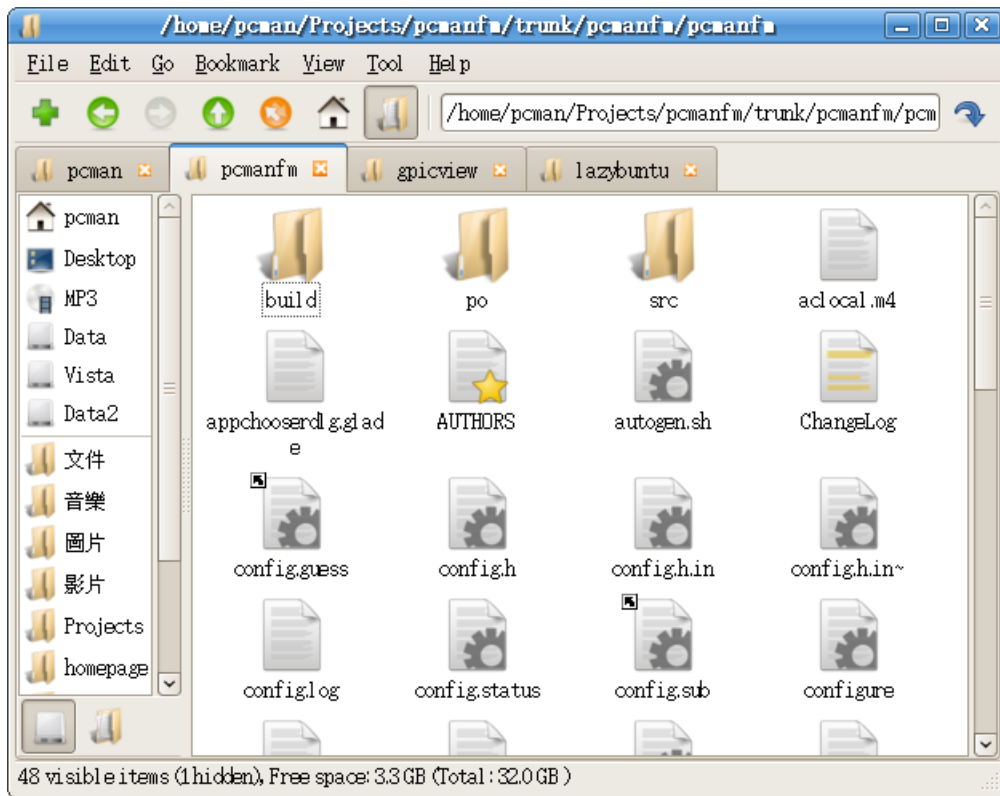 /home/pcman/Projects/pcmanfm/trunk/pcmanfm/pcmanfm
File Edit Go Bookmark View Tool Help
/home/pcman/Projects/pcmanfm/trunk/pcmanfm/pcm
pcman pcmanfm gpicview lazybuntu
pcman
Desktop
MP3
Data
Vista
Data2
文件
音樂
圖片
影片
Projects
homepage
build po src aclocal.m4
appchooserdlg.glad
e
AUTHORS autogen.sh ChangeLog
config.guess config.h config.h.in config.h.in~
config.log config.status config.sub configure
48 visible items (1 hidden), Free space: 3.3 GB (Total : 32.0 GB )